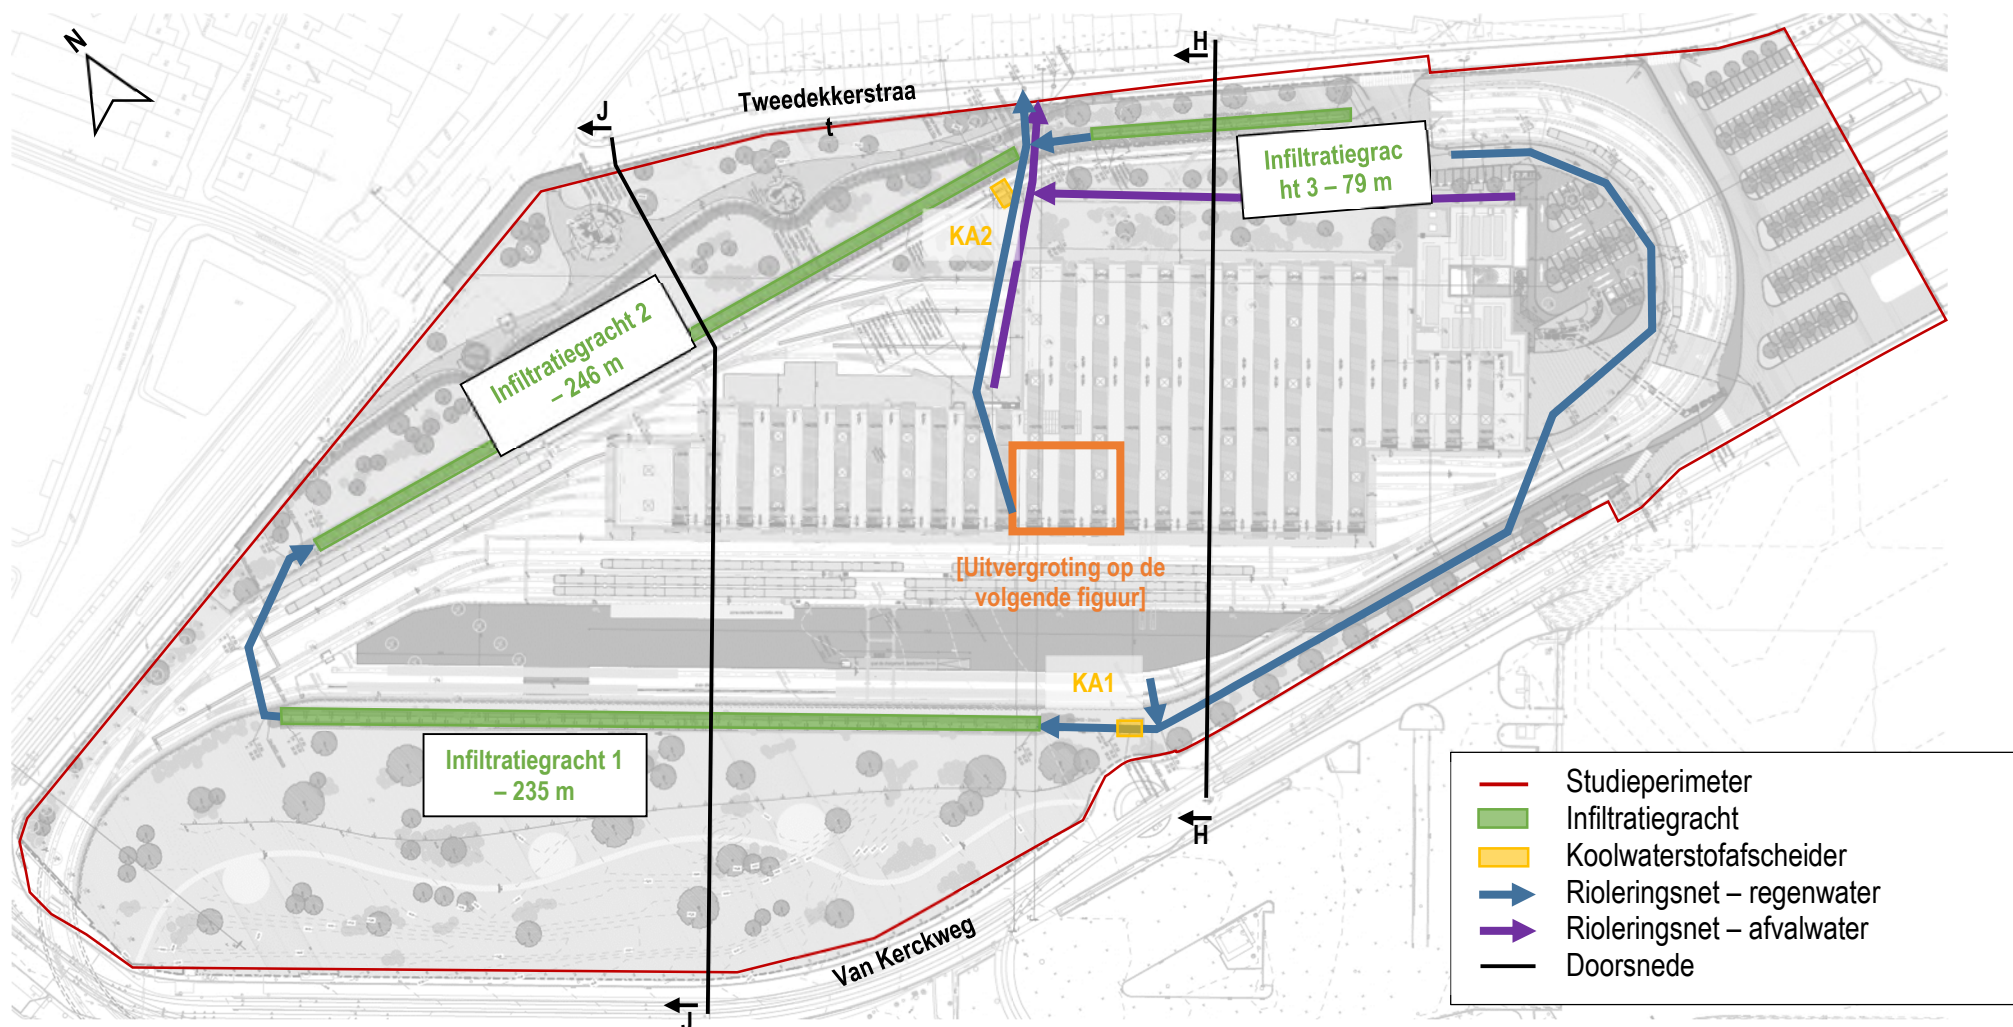 N
H
J
Tweedekkerstraa
t
Infiltratiegrac
ht 3 – 79 m
KA2
Infiltratiegracht 2
– 246 m
[Uitvergroting op de
volgende figuur]
KA1
Infiltratiegracht 1
– 235 m
H
Van Kerckweg
J
Studieperimeter
Infiltratiegracht
Koolwaterstofafscheider
Rioleringsnet – regenwater
Rioleringsnet – afvalwater
Doorsnede